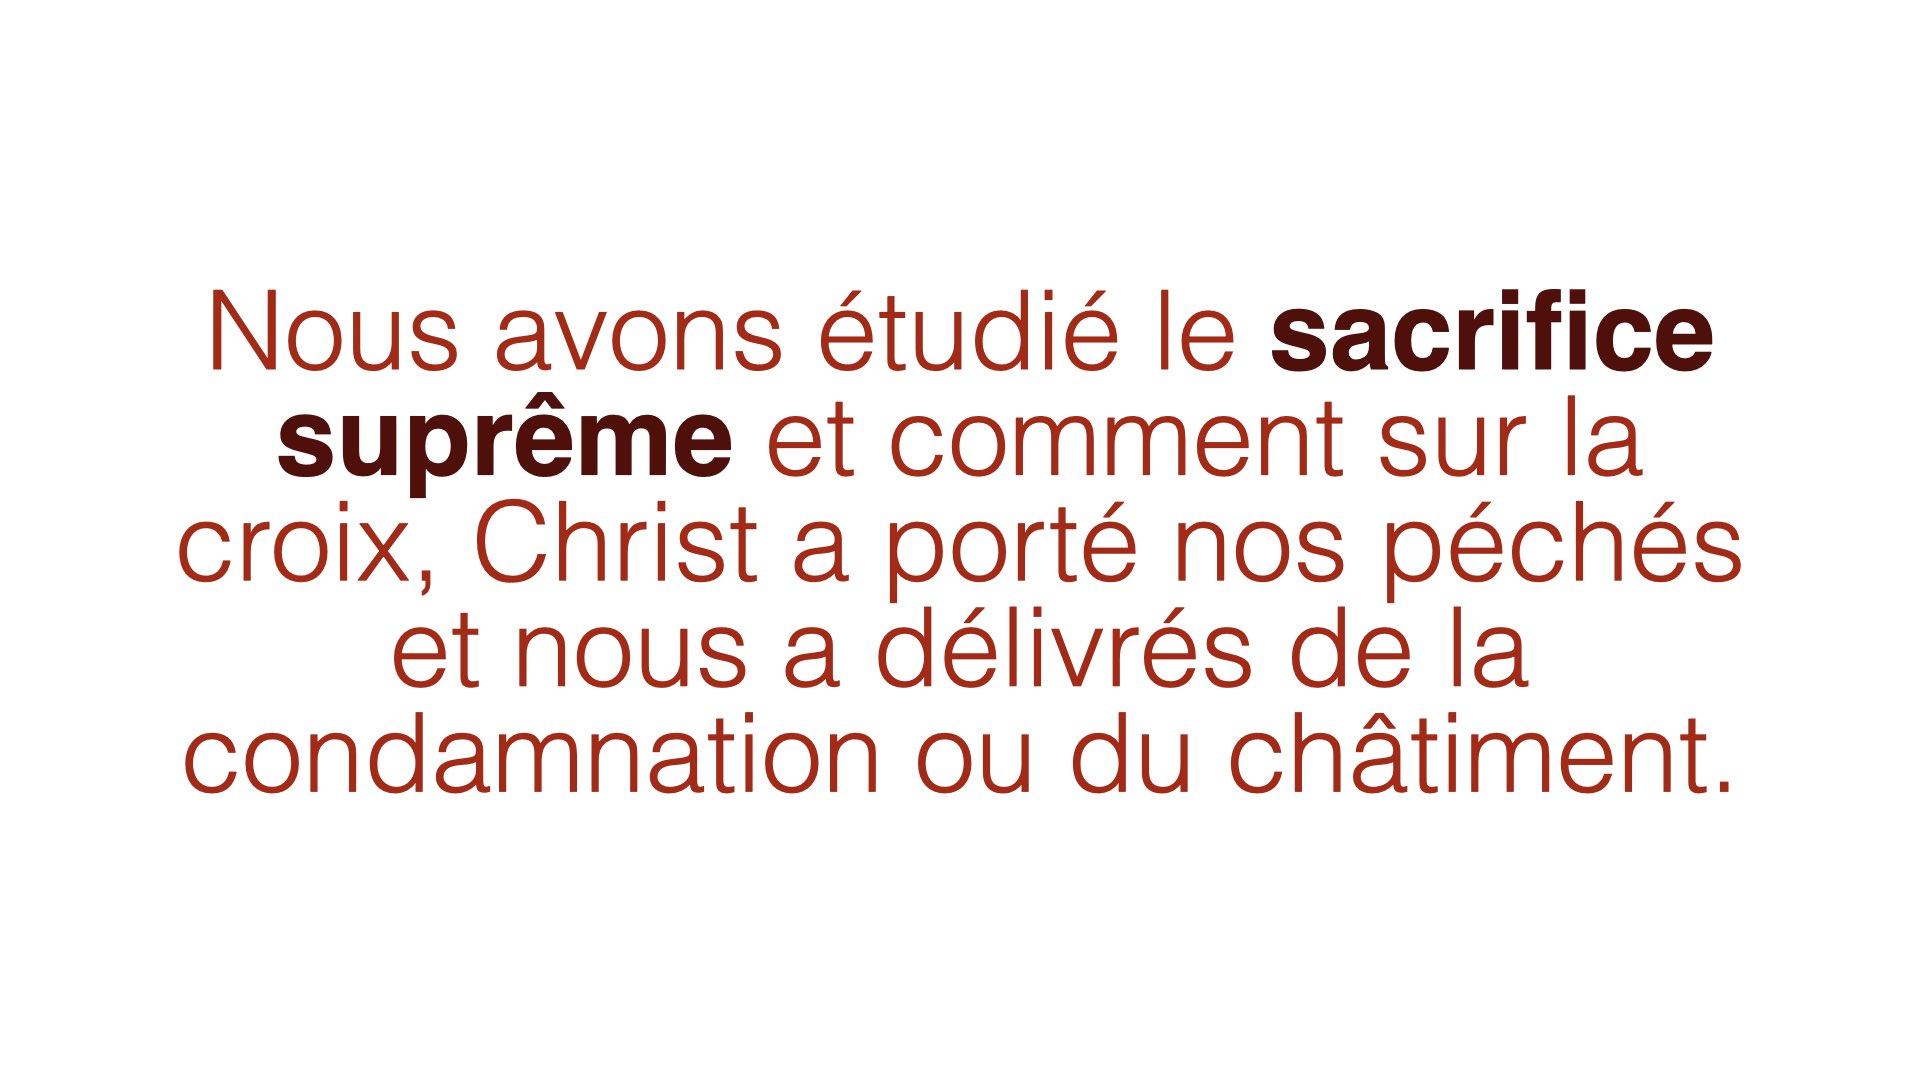 Nous avons étudié le sacrifice
suprême et comment sur la
croix, Christ a porté nos péchés
et nous a délivrés de la
condamnation ou du châtiment.